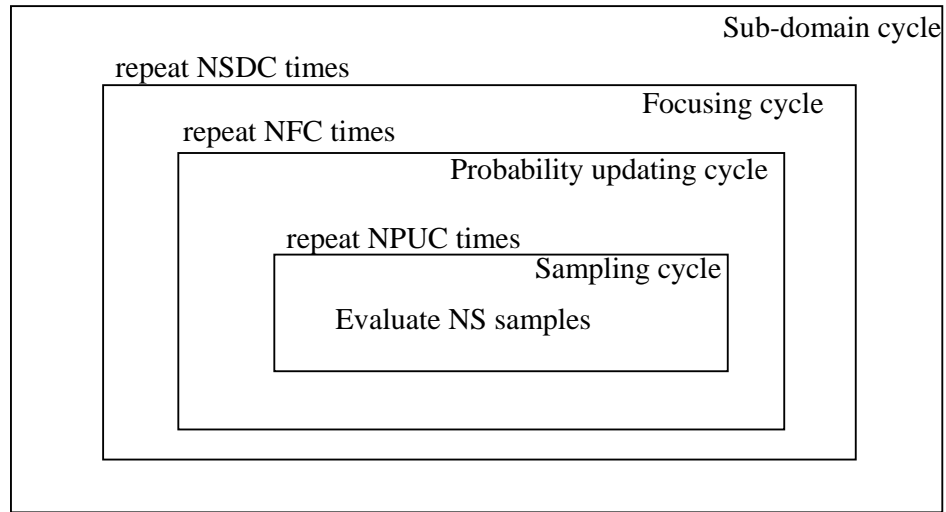 Sub-domain cycle
repeat NSDC times
Focusing cycle
repeat NFC times
Probability updating cycle
repeat NPUC times
Sampling cycle
Evaluate NS samples